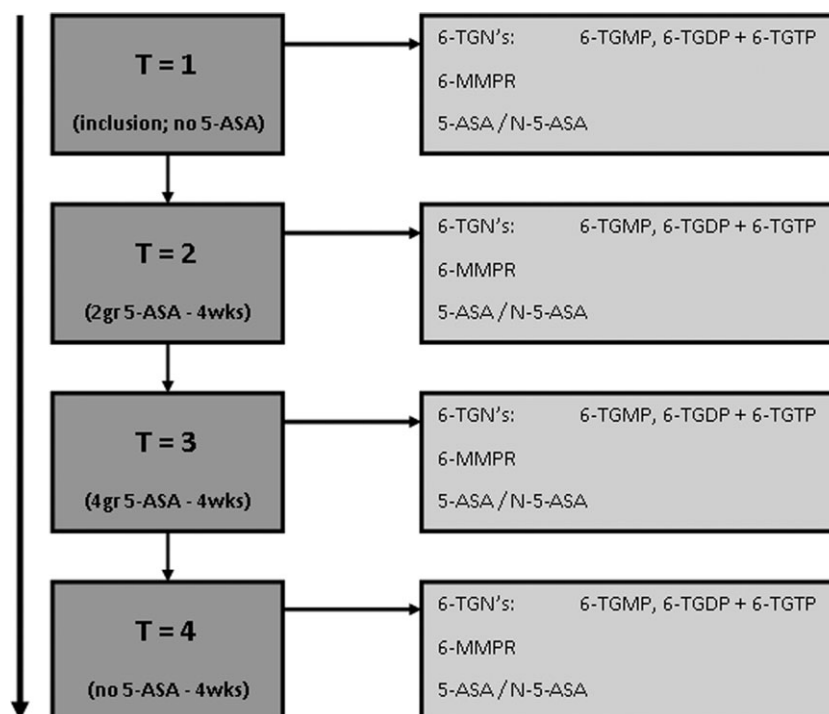 T = 1
(inclusion; no 5-ASA)
6-TGN's: 6-TGMP, 6-TGDP + 6-TGTP
6-MMPR
5-ASA / N-5-ASA
T = 2
(2gr 5-ASA - 4wks)
6-TGN's: 6-TGMP, 6-TGDP + 6-TGTP
6-MMPR
5-ASA / N-5-ASA
T = 3
(4gr 5-ASA - 4wks)
6-TGN's: 6-TGMP, 6-TGDP + 6-TGTP
6-MMPR
5-ASA / N-5-ASA
T = 4
(no 5-ASA - 4wks)
6-TGN's: 6-TGMP, 6-TGDP + 6-TGTP
6-MMPR
5-ASA / N-5-ASA